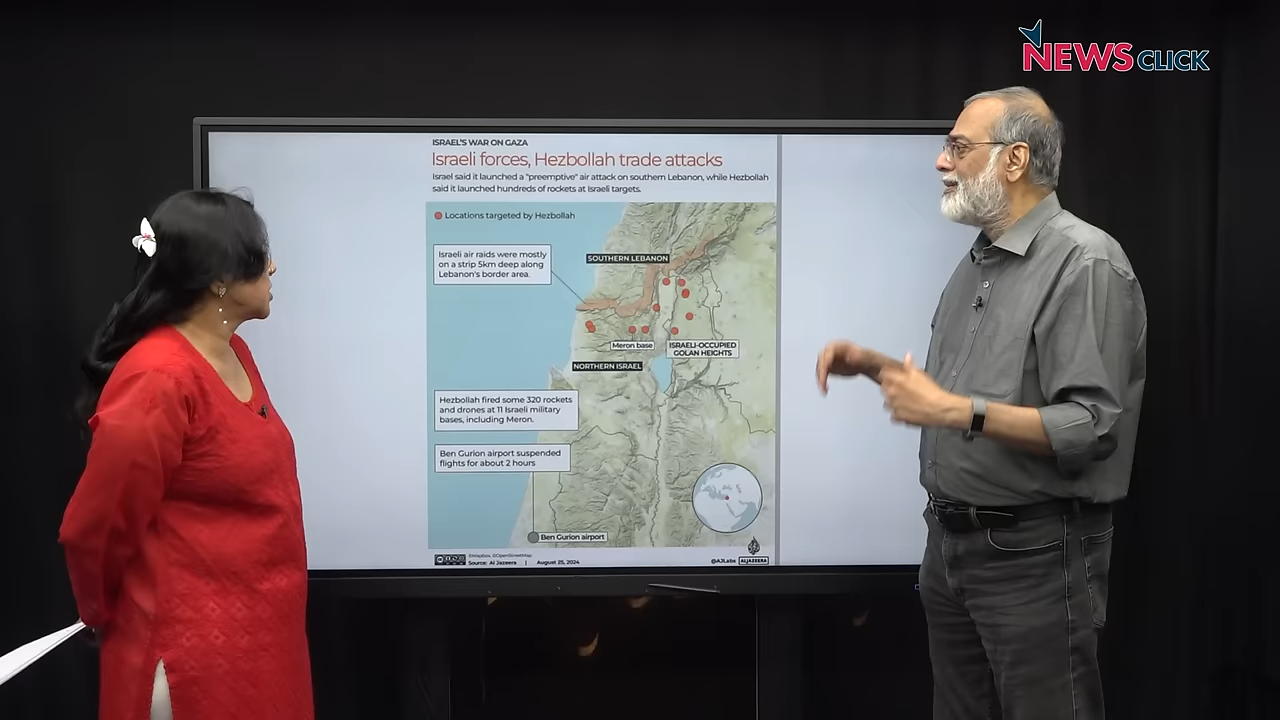 NEWSCLICK
ISRAEL'S WAR ON GAZA
Israeli forces, Hezbollah trade attacks
Israel said it launched a "preemptive" air attack on southern Lebanon, while Hezbollah
said it launched hundreds of rockets at Israeli targets.
Locations targeted by Hezbollah
Israeli air raids were mostly
on a strip 5km deep along
Lebanon's border area.
SOUTHERN LEBANON
Meron base
ISRAELI-OCCUPIED
GOLAN HEIGHTS
NORTHERN ISRAEL
Hezbollah fired some 320 rockets
and drones at 11 Israeli military
bases, including Meron.
Ben Gurion airport suspended
flights for about 2 hours
Ben Gurion airport
©Mapbox, ©OpenStreetMap
Source: Al Jazeera | August 25, 2024
@AJLabs ALJAZEERA